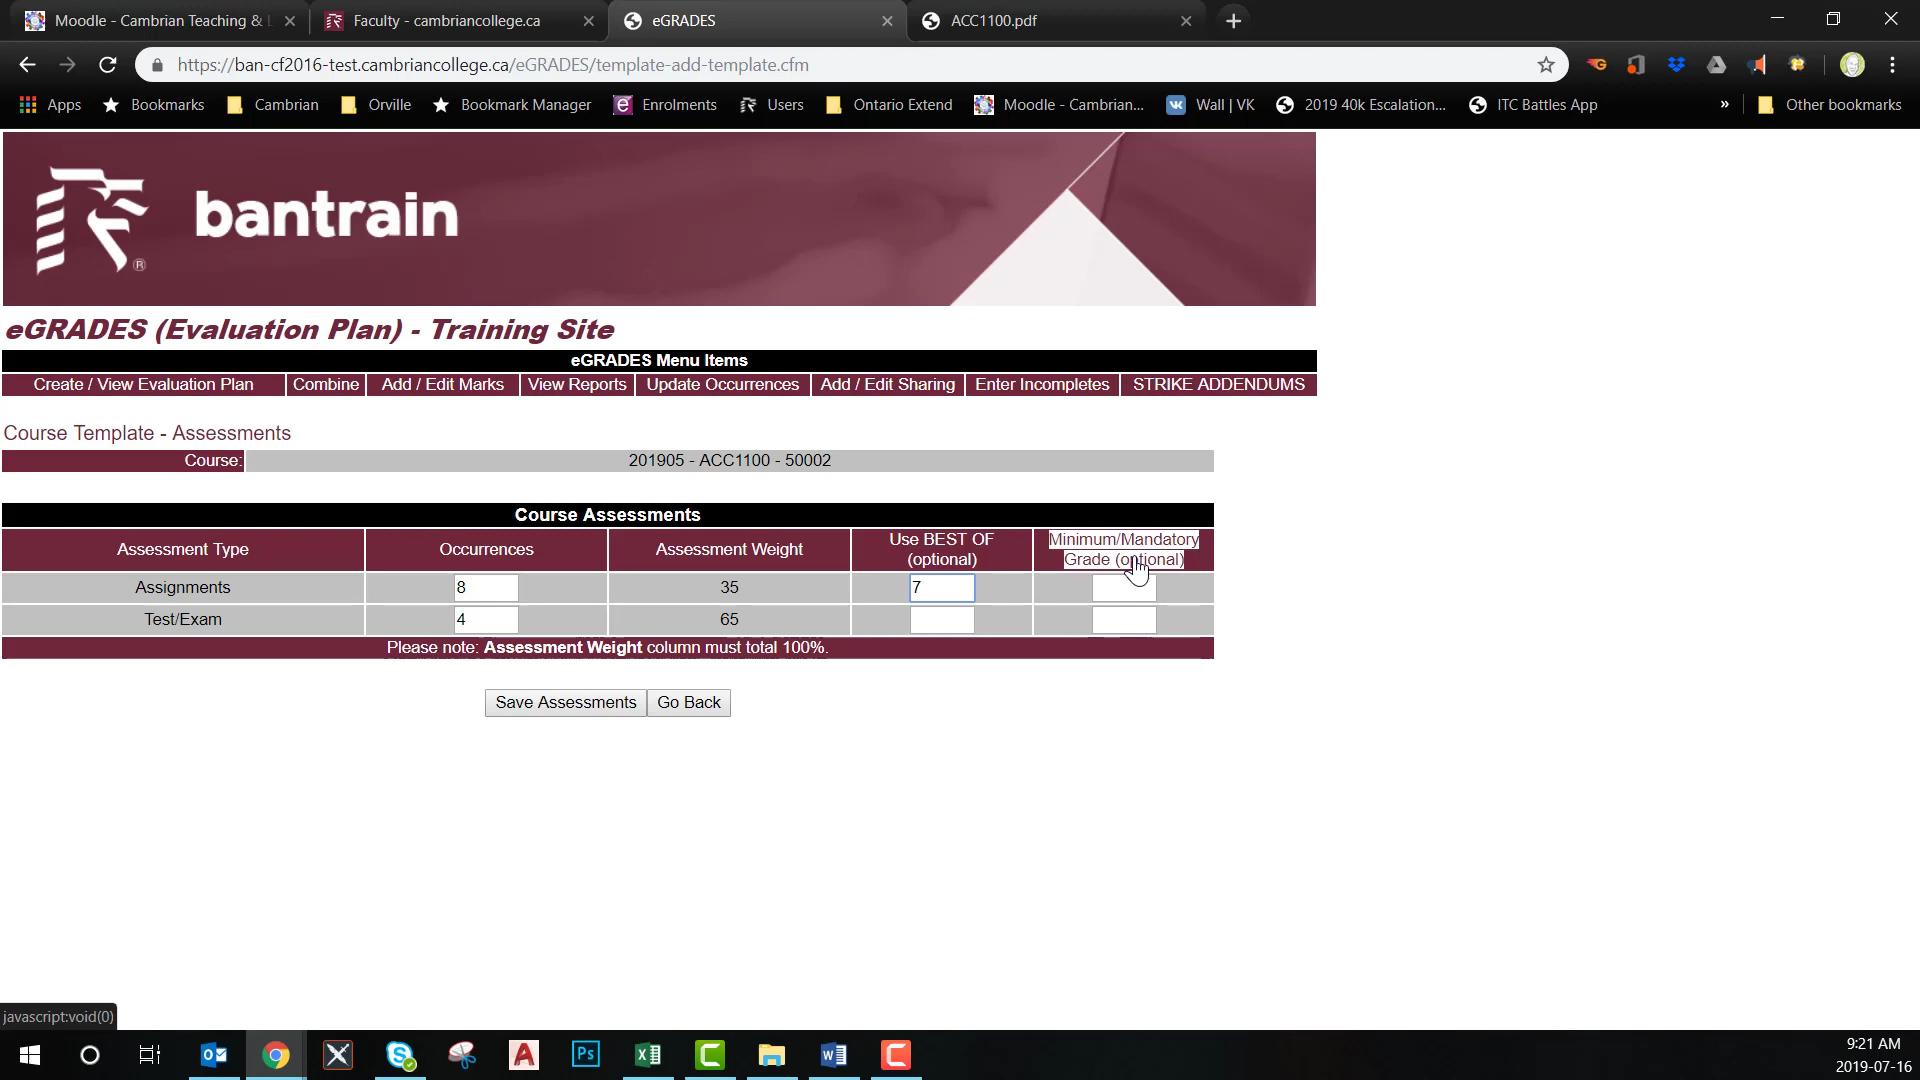 Moodle - Cambrian Teaching &
Faculty - cambriancollege.ca
eGRADES
ACC1100.pdf
https://ban-cf2016-test.cambriancollege.ca/eGRADES/template-add-template.cfm
Apps Bookmarks Cambrian Orville Bookmark Manager Enrolments Users Ontario Extend Moodle - Cambrian... Wall | VK 2019 40k Escalation... ITC Battles App » Other bookmarks
bantrain
®
eGRADES (Evaluation Plan) - Training Site
eGRADES Menu Items
Create / View Evaluation Plan Combine Add / Edit Marks View Reports Update Occurrences Add / Edit Sharing Enter Incompletes STRIKE ADDENDUMS
Course Template - Assessments
Course: 201905 - ACC1100 - 50002
Course Assessments
Assessment Type Occurrences Assessment Weight Use BEST OF (optional) Minimum/Mandatory Grade (optional)
Assignments 8 35 7
Test/Exam 4 65
Please note: Assessment Weight column must total 100%.
Save Assessments Go Back
javascript:void(0)
9:21 AM
2019-07-16